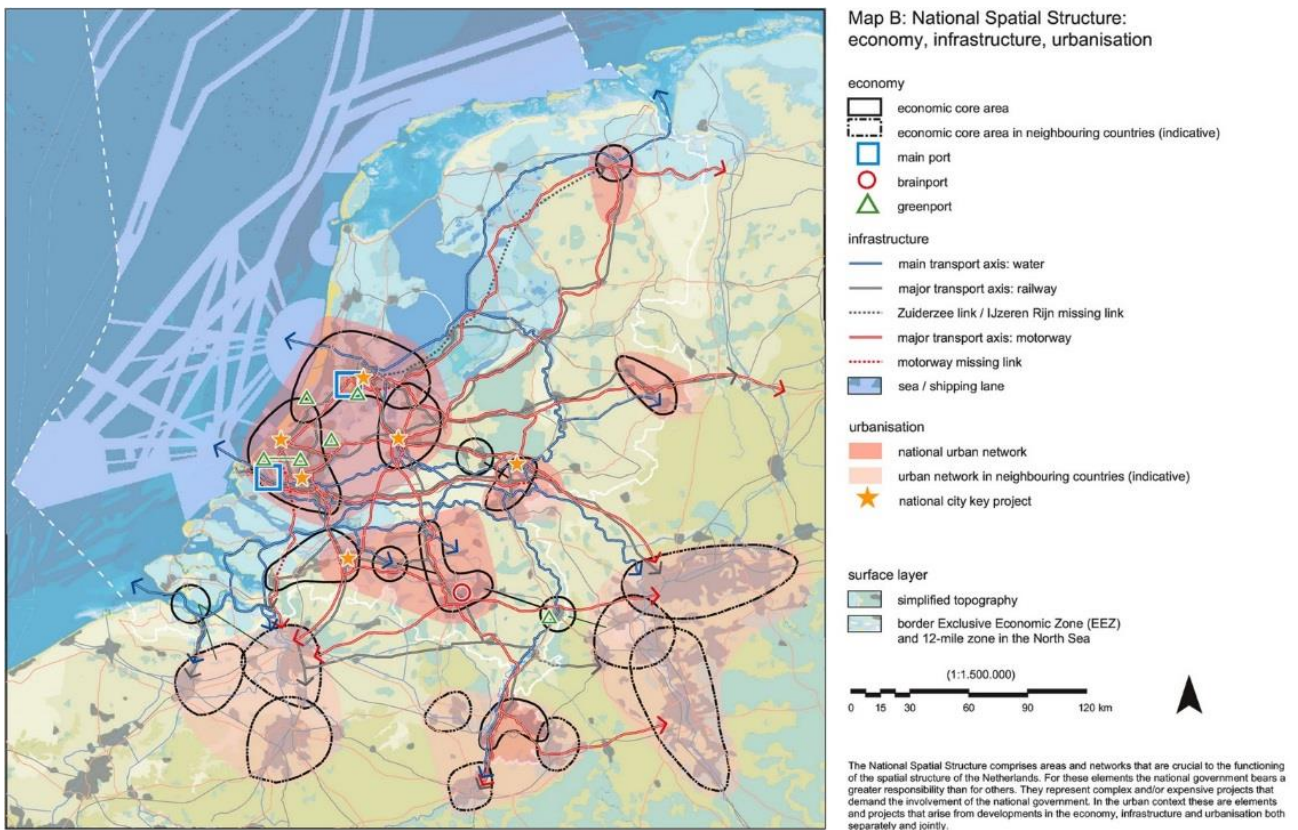 Map B: National Spatial Structure:
economy, infrastructure, urbanisation
economy
economic core area
economic core area in neighbouring countries (indicative)
main port
brainport
greenport
infrastructure
main transport axis: water
major transport axis: railway
Zuiderzee link / IJzeren Rijn missing link
major transport axis: motorway
motorway missing link
sea / shipping lane
urbanisation
national urban network
urban network in neighbouring countries (indicative)
national city key project
surface layer
simplified topography
border Exclusive Economic Zone (EEZ)
and 12-mile zone in the North Sea
(1:1.500.000)
0 15 30 60 90 120 km
The National Spatial Structure comprises areas and networks that are crucial to the functioning
of the spatial structure of the Netherlands. For these elements the national government bears a
greater responsibility than for others. They represent complex and/or expensive projects that
demand the involvement of the national government. In the urban context these are elements
and projects that arise from developments in the economy, infrastructure and urbanisation both
separately and jointly.